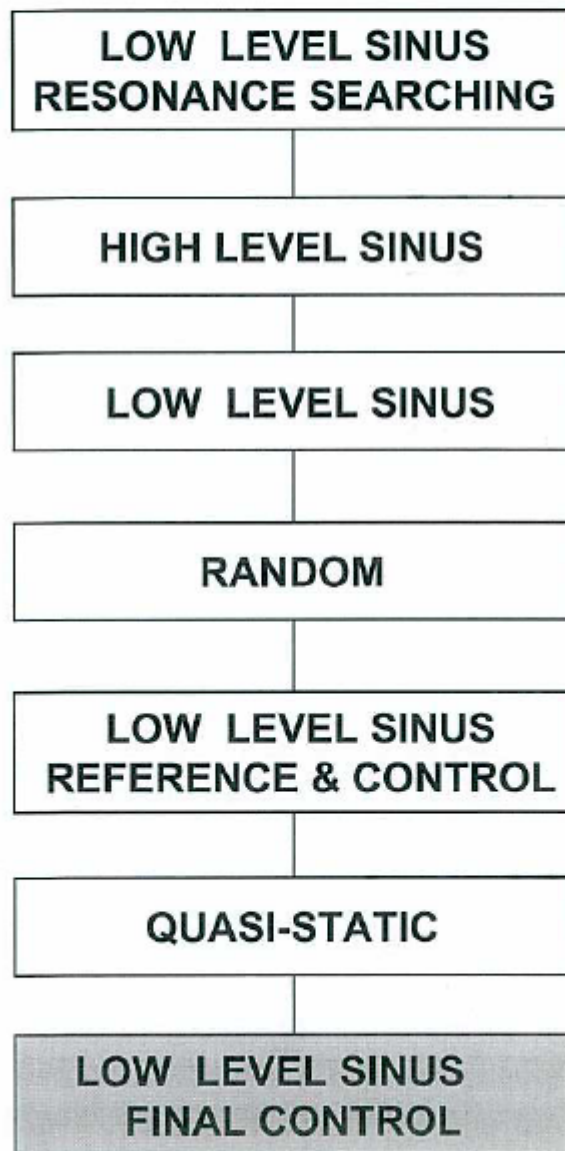 LOW LEVEL SINUS
RESONANCE SEARCHING
HIGH LEVEL SINUS
LOW LEVEL SINUS
RANDOM
LOW LEVEL SINUS
REFERENCE & CONTROL
QUASI-STATIC
LOW LEVEL SINUS
FINAL CONTROL